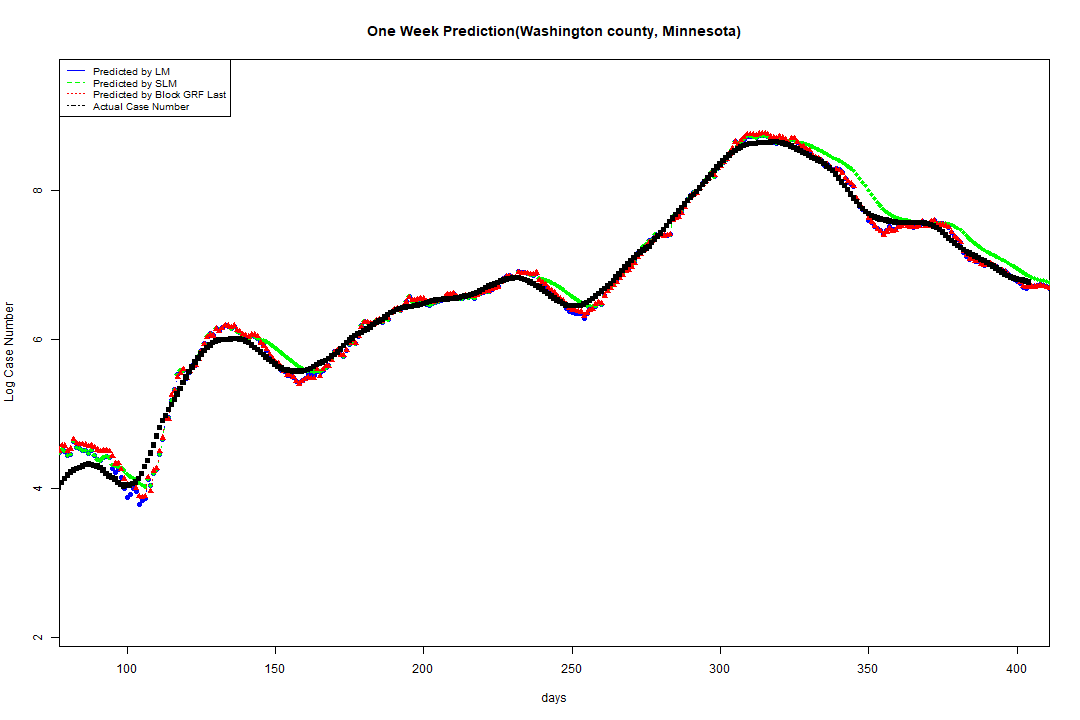 One Week Prediction(Washington county, Minnesota)
Predicted by LM
Predicted by SLM
Predicted by Block GRF Last
Actual Case Number
Log Case Number
8
6
4
2
100 150 200 250 300 350 400
days